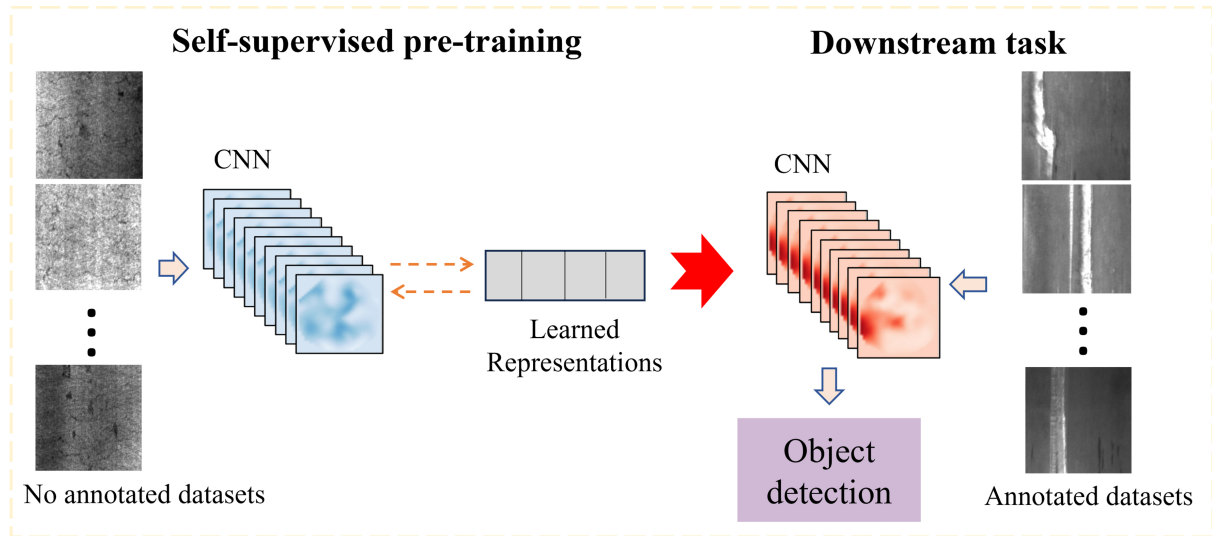 Self-supervised pre-training
Downstream task
CNN
CNN
Learned
Representations
Object
detection
No annotated datasets
Annotated datasets